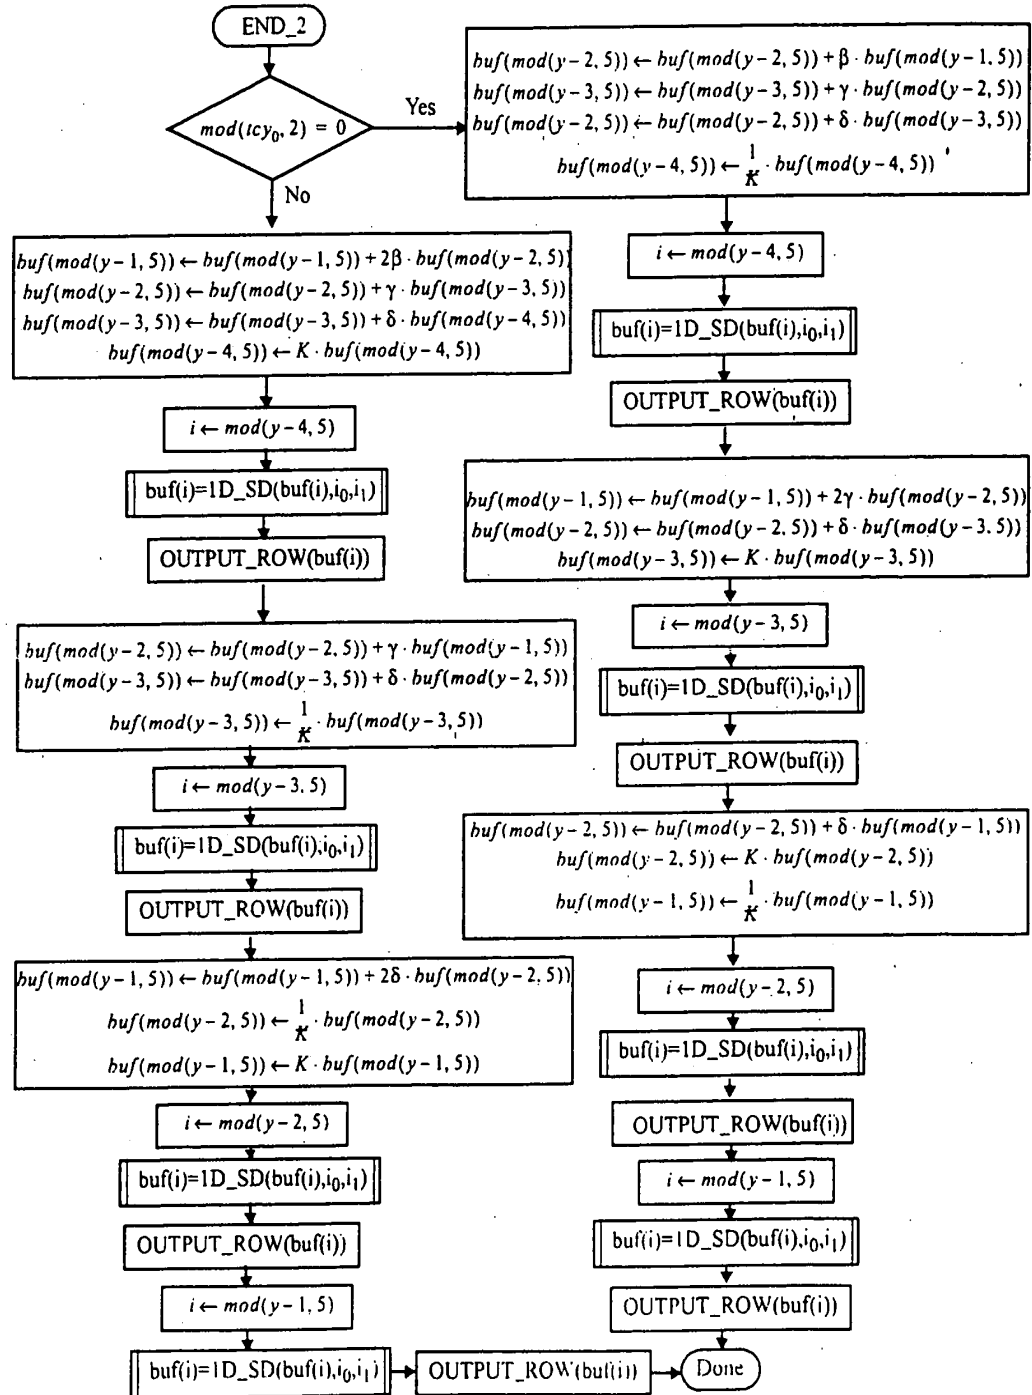 END_2
mod(tcy₀, 2) = 0
Yes
No
buf(mod(y−2, 5)) ← buf(mod(y−2, 5)) + β · buf(mod(y−1, 5))
buf(mod(y−3, 5)) ← buf(mod(y−3, 5)) + γ · buf(mod(y−2, 5))
buf(mod(y−2, 5)) ← buf(mod(y−2, 5)) + δ · buf(mod(y−3, 5))
buf(mod(y−4, 5)) ← 1/K · buf(mod(y−4, 5))
i ← mod(y−4, 5)
buf(i)=1D_SD(buf(i),i₀,i₁)
OUTPUT_ROW(buf(i))
buf(mod(y−1, 5)) ← buf(mod(y−1, 5)) + 2γ · buf(mod(y−2, 5))
buf(mod(y−2, 5)) ← buf(mod(y−2, 5)) + δ · buf(mod(y−3, 5))
buf(mod(y−3, 5)) ← K · buf(mod(y−3, 5))
i ← mod(y−3, 5)
buf(i)=1D_SD(buf(i),i₀,i₁)
OUTPUT_ROW(buf(i))
buf(mod(y−2, 5)) ← buf(mod(y−2, 5)) + δ · buf(mod(y−1, 5))
buf(mod(y−2, 5)) ← K · buf(mod(y−2, 5))
buf(mod(y−1, 5)) ← 1/K · buf(mod(y−1, 5))
i ← mod(y−2, 5)
buf(i)=1D_SD(buf(i),i₀,i₁)
OUTPUT_ROW(buf(i))
i ← mod(y−1, 5)
buf(i)=1D_SD(buf(i),i₀,i₁)
OUTPUT_ROW(buf(i))
buf(mod(y−1, 5)) ← buf(mod(y−1, 5)) + 2β · buf(mod(y−2, 5)
buf(mod(y−2, 5)) ← buf(mod(y−2, 5)) + γ · buf(mod(y−3, 5))
buf(mod(y−3, 5)) ← buf(mod(y−3, 5)) + δ · buf(mod(y−4, 5))
buf(mod(y−4, 5)) ← K · buf(mod(y−4, 5))
i ← mod(y−4, 5)
buf(i)=1D_SD(buf(i),i₀,i₁)
OUTPUT_ROW(buf(i))
buf(mod(y−2, 5)) ← buf(mod(y−2, 5)) + γ · buf(mod(y−1, 5))
buf(mod(y−3, 5)) ← buf(mod(y−3, 5)) + δ · buf(mod(y−2, 5))
buf(mod(y−3, 5)) ← 1/K · buf(mod(y−3, 5))
i ← mod(y−3, 5)
buf(i)=1D_SD(buf(i),i₀,i₁)
OUTPUT_ROW(buf(i))
buf(mod(y−1, 5)) ← buf(mod(y−1, 5)) + 2δ · buf(mod(y−2, 5))
buf(mod(y−2, 5)) ← 1/K · buf(mod(y−2, 5))
buf(mod(y−1, 5)) ← K · buf(mod(y−1, 5))
i ← mod(y−2, 5)
buf(i)=1D_SD(buf(i),i₀,i₁)
OUTPUT_ROW(buf(i))
i ← mod(y−1, 5)
buf(i)=1D_SD(buf(i),i₀,i₁)
OUTPUT_ROW(buf(i))
Done